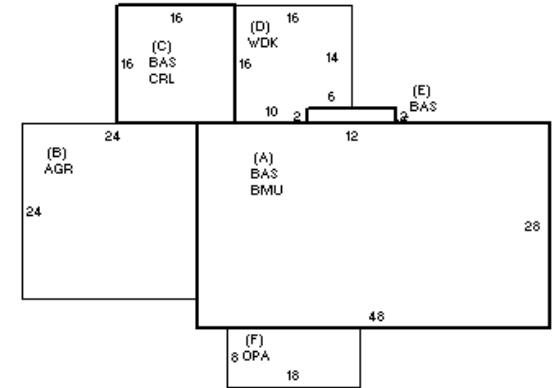 16
16
(C)
BAS
CRL
16
(D)
WDK
16
14
6
(E)
BAS
10
2
2
24
12
(B)
AGR
24
(A)
BAS
BMU
28
48
(F)
8 OPA
18